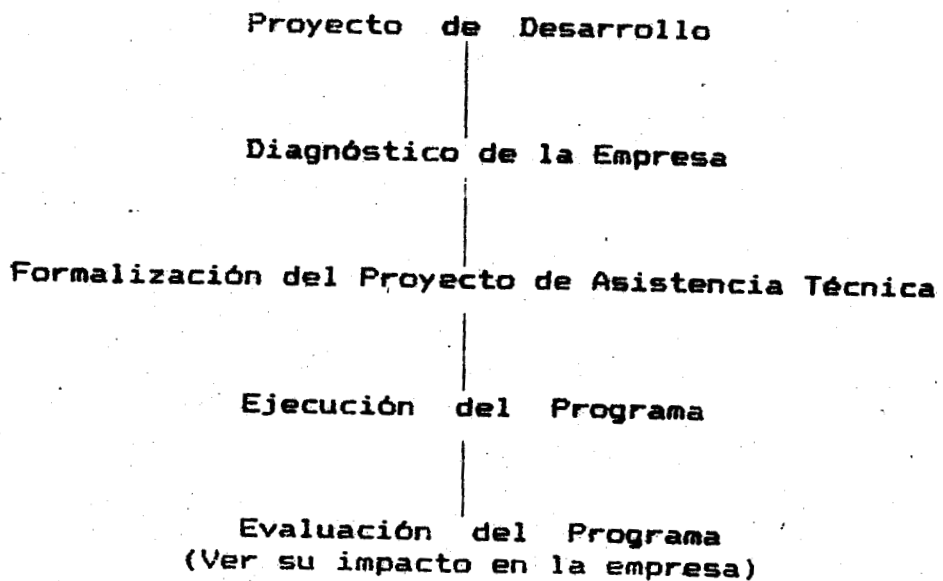 Proyecto de Desarrollo
Diagnóstico de la Empresa
Formalización del Proyecto de Asistencia Técnica
Ejecución del Programa
Evaluación del Programa
(Ver su impacto en la empresa)